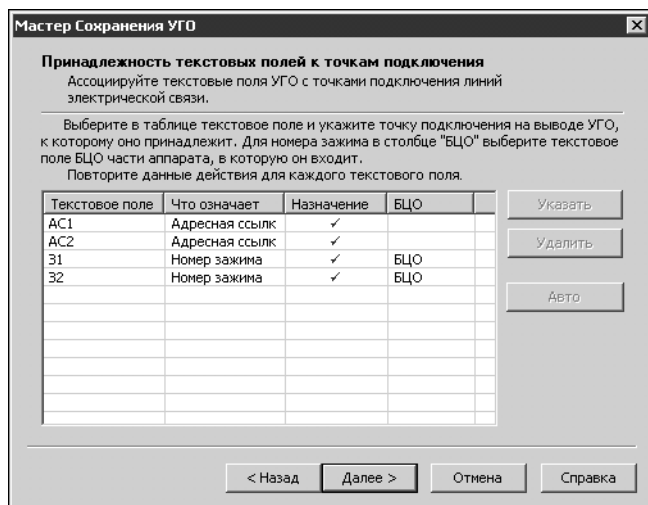 Мастер Сохранения УГО
Принадлежность текстовых полей к точкам подключения
Ассоциируйте текстовые поля УГО с точками подключения линий
электрической связи.
Выберите в таблице текстовое поле и укажите точку подключения на выводе УГО,
к которому оно принадлежит. Для номера зажима в столбце "БЦО" выберите текстовое
поле БЦО части аппарата, в которую он входит.
Повторите данные действия для каждого текстового поля.
Текстовое поле Что означает Назначение БЦО
АС1 Адресная ссылк ✓
АС2 Адресная ссылк ✓
З1 Номер зажима ✓ БЦО
З2 Номер зажима ✓ БЦО
Указать
Удалить
Авто
< Назад Далее > Отмена Справка